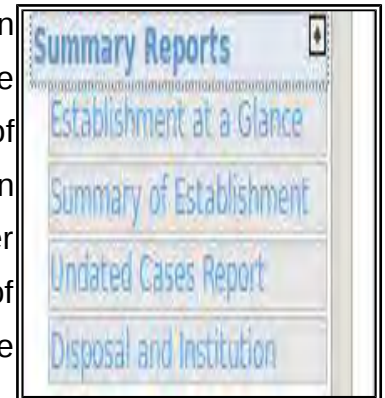 Summary Reports
Establishment at a Glance
Summary of Establishment
Undated Cases Report
Disposal and Institution